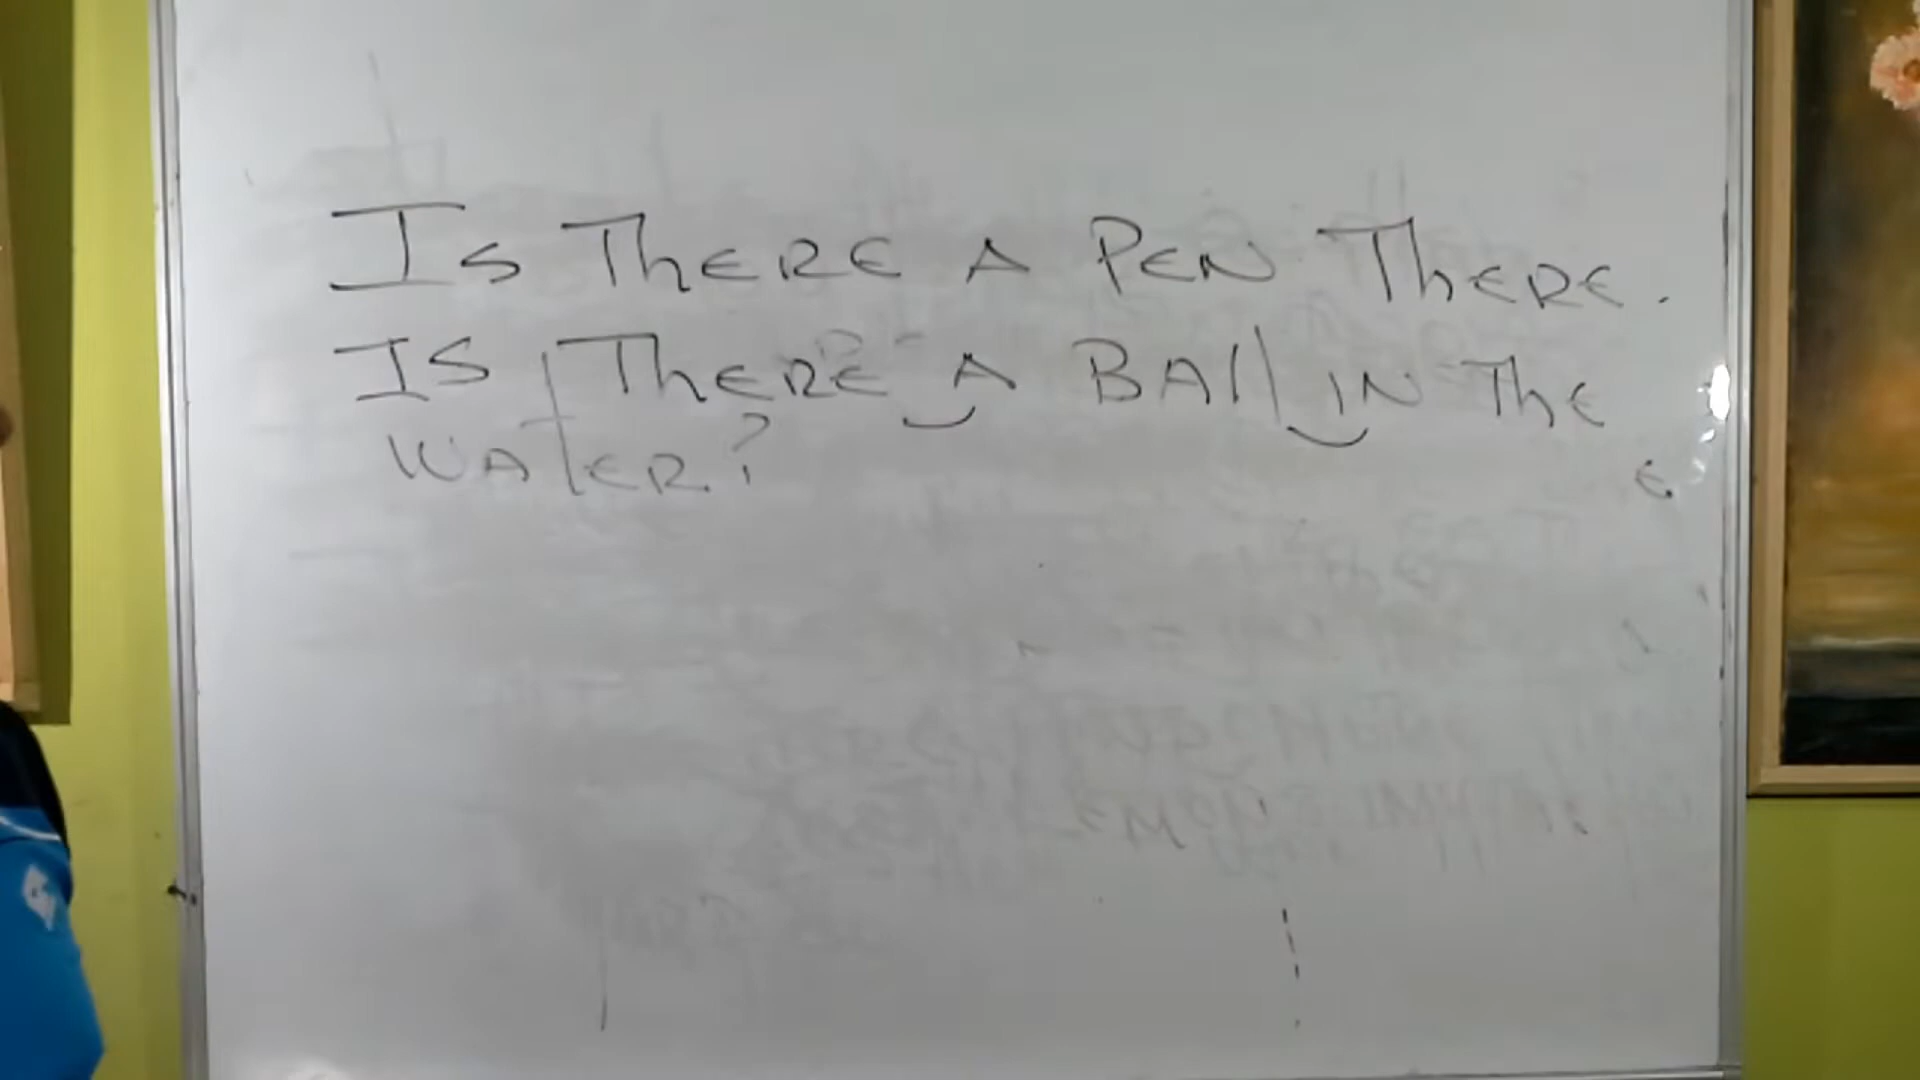 Is ThERE A PEN ThERE.
IS ThERE A BAll IN The
WATER?